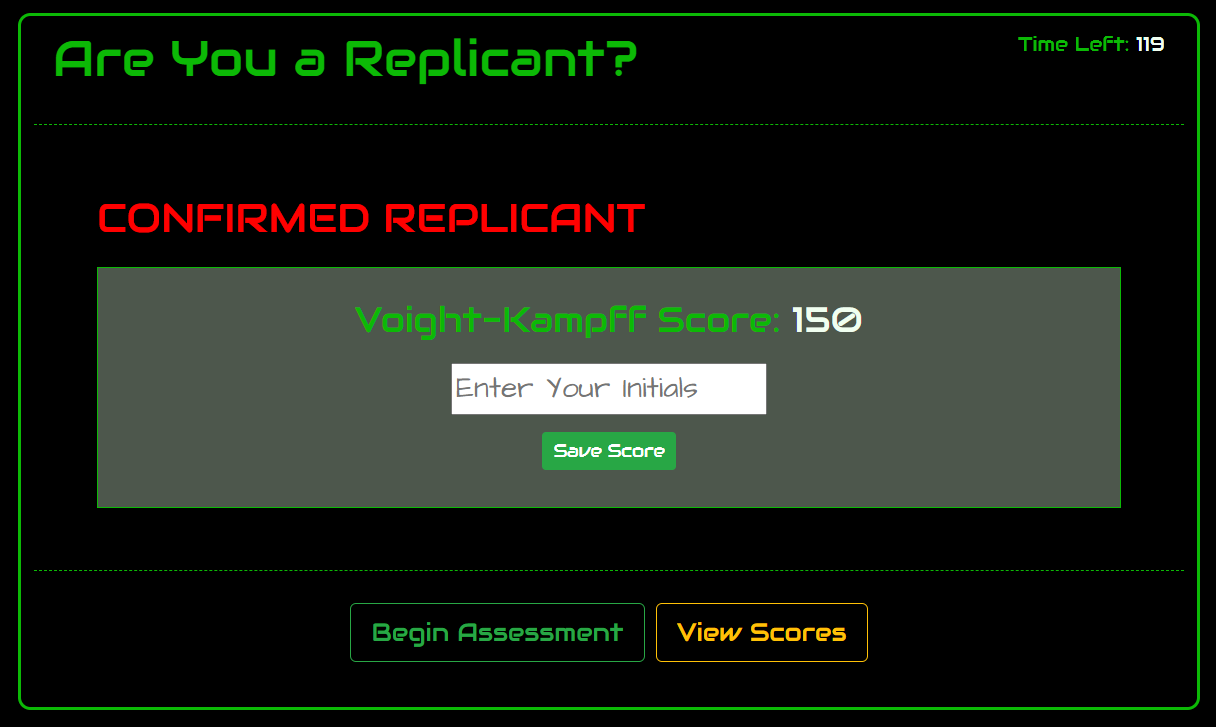 Are You a Replicant?
Time Left: 119
CONFIRMED REPLICANT
Voight-Kampff Score: 150
Enter Your Initials
Save Score
Begin Assessment
View Scores